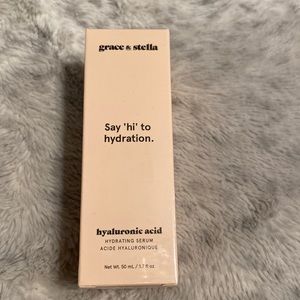 grace & stella
Say 'hi' to
hydration.
hyaluronic acid
HYDRATING SERUM
ACIDE HYALURONIQUE
Net Wt. 50 mL / 1.7 fl oz